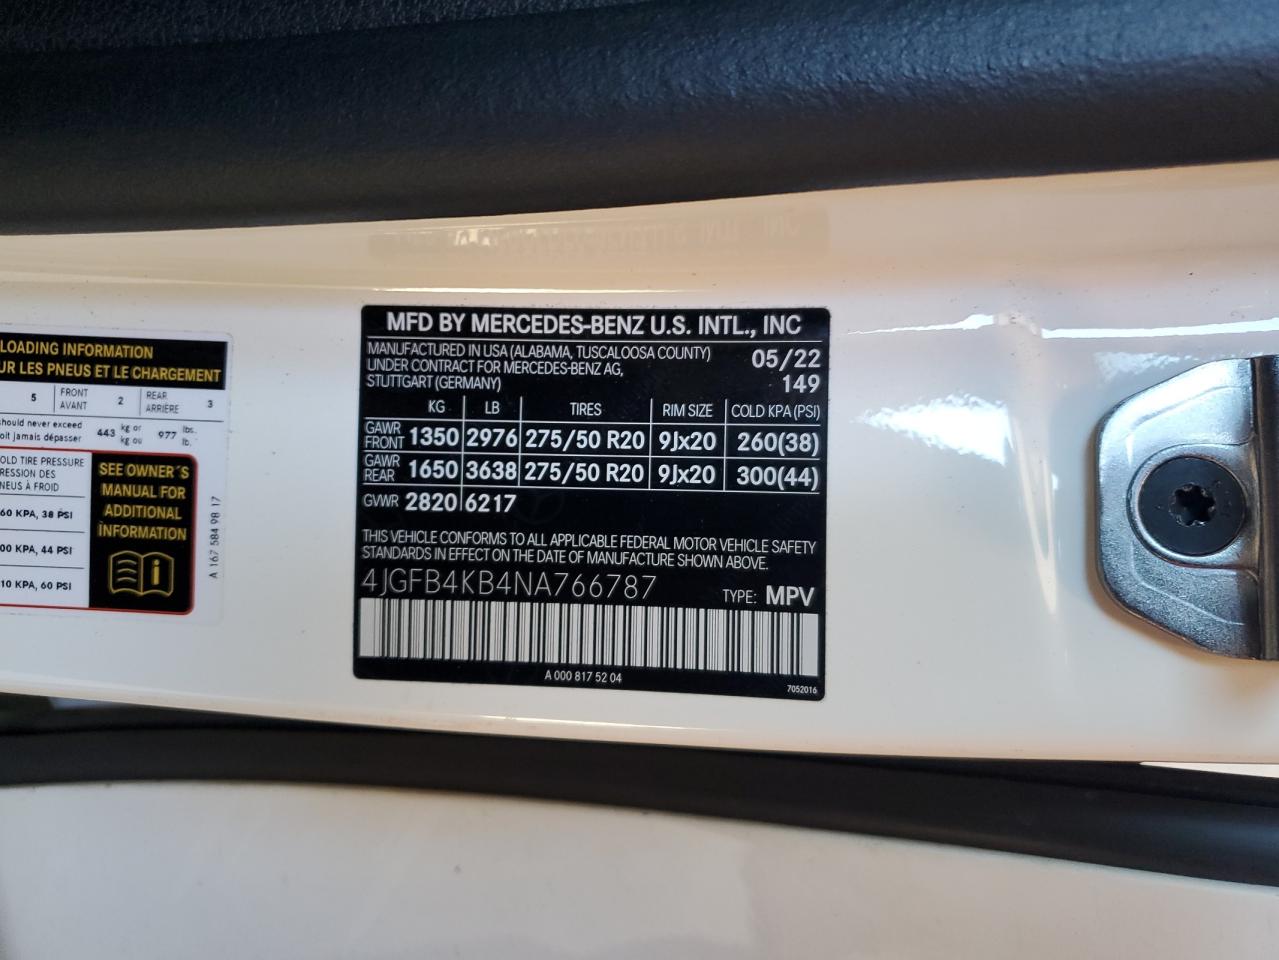 LOADING INFORMATION
UR LES PNEUS ET LE CHARGEMENT
5 FRONT AVANT 2 REAR ARRIÈRE 3
should never exceed
oit jamais dépasser 443 kg or kg ou 977 lbs. lb.
OLD TIRE PRESSURE
RESSION DES
NEUS À FROID
60 KPA, 38 PSI
00 KPA, 44 PSI
10 KPA, 60 PSI
SEE OWNER´S
MANUAL FOR
ADDITIONAL
INFORMATION
i
A 167 584 98 17
MFD BY MERCEDES-BENZ U.S. INTL., INC
MANUFACTURED IN USA (ALABAMA, TUSCALOOSA COUNTY) 05/22
UNDER CONTRACT FOR MERCEDES-BENZ AG,
STUTTGART (GERMANY) 149
KG LB TIRES RIM SIZE COLD KPA (PSI)
GAWR FRONT 1350 2976 275/50 R20 9Jx20 260(38)
GAWR REAR 1650 3638 275/50 R20 9Jx20 300(44)
GVWR 2820 6217
THIS VEHICLE CONFORMS TO ALL APPLICABLE FEDERAL MOTOR VEHICLE SAFETY
STANDARDS IN EFFECT ON THE DATE OF MANUFACTURE SHOWN ABOVE.
4JGFB4KB4NA766787 TYPE: MPV
A 000 817 52 04
7052016